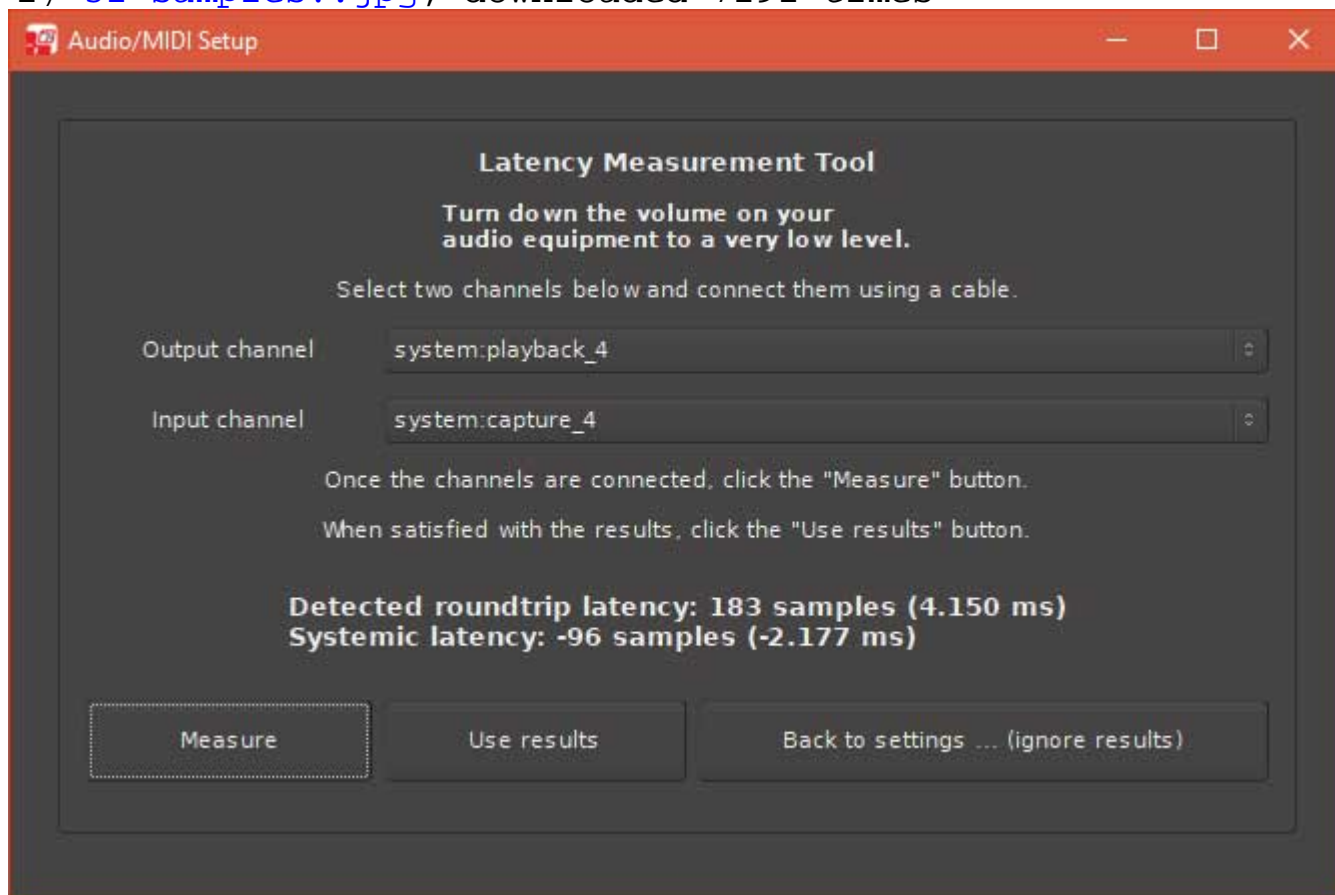 downloaded times
Audio/MIDI Setup
Latency Measurement Tool
Turn down the volume on your
audio equipment to a very low level.
Select two channels below and connect them using a cable.
Output channel system:playback_4
Input channel system:capture_4
Once the channels are connected, click the "Measure" button.
When satisfied with the results, click the "Use results" button.
Detected roundtrip latency: 183 samples (4.150 ms)
Systemic latency: -96 samples (-2.177 ms)
Measure Use results Back to settings ... (ignore results)